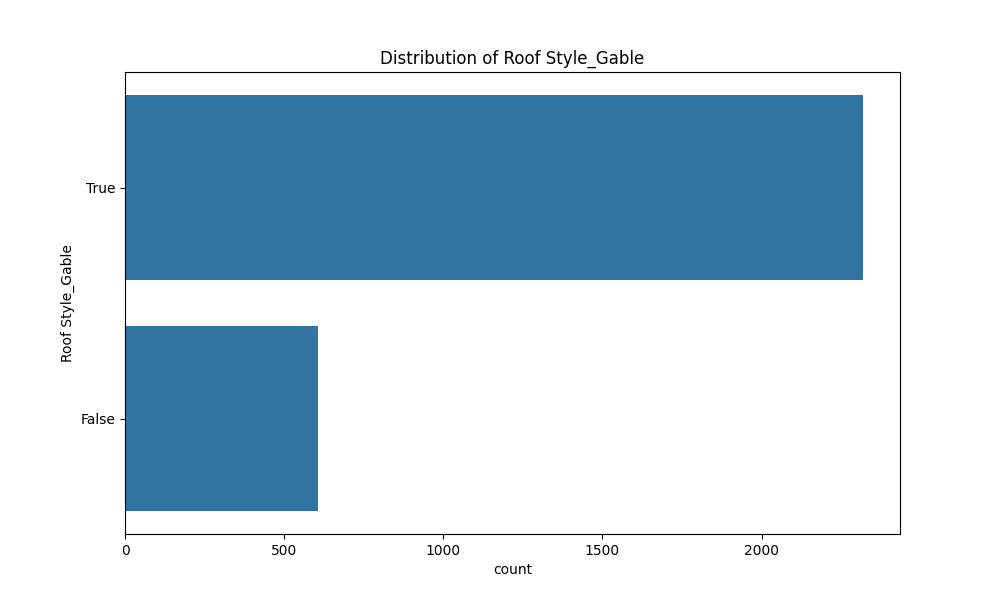 Distribution of Roof Style_Gable
Roof Style_Gable
True
False
0 500 1000 1500 2000
count